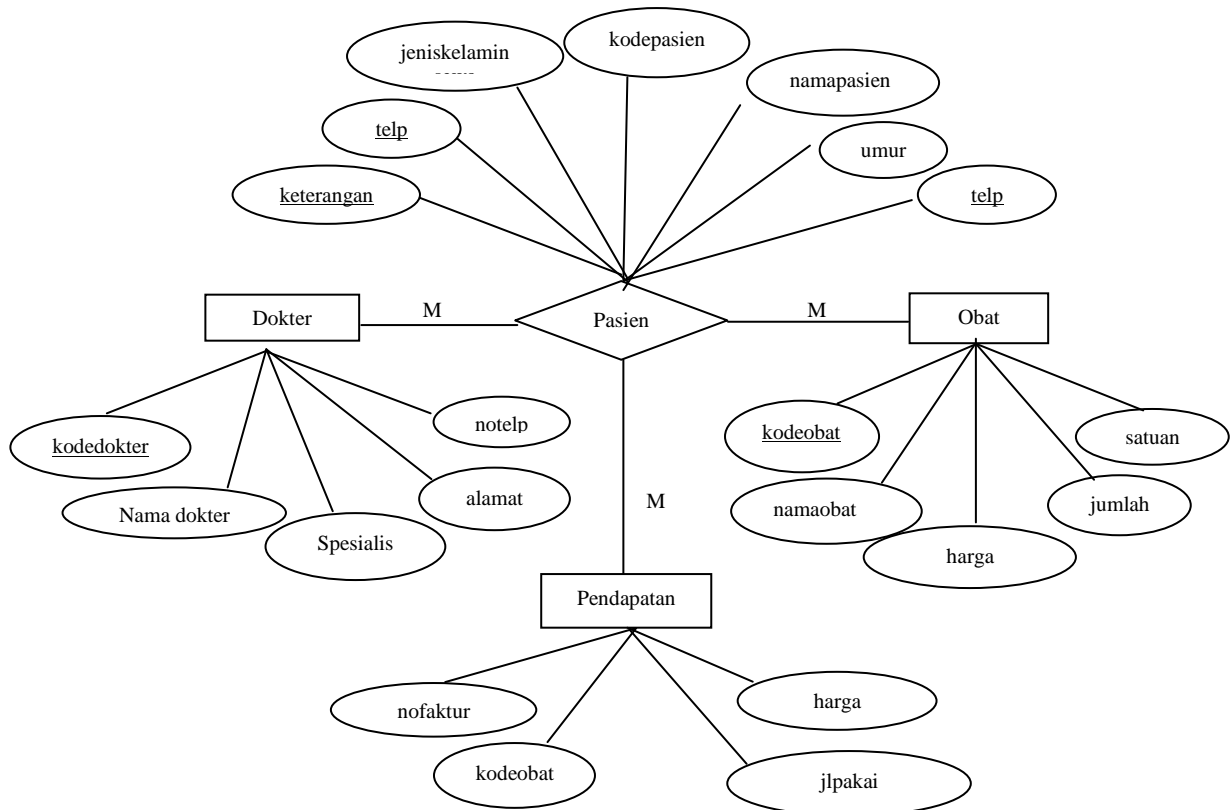 kodepasien
jeniskelamin
namapasien
telp
umur
keterangan
telp
Dokter
M
Pasien
M
Obat
kodedokter
notelp
kodeobat
satuan
Nama dokter
alamat
M
namaobat
jumlah
Spesialis
harga
Pendapatan
nofaktur
harga
kodeobat
jlpakai